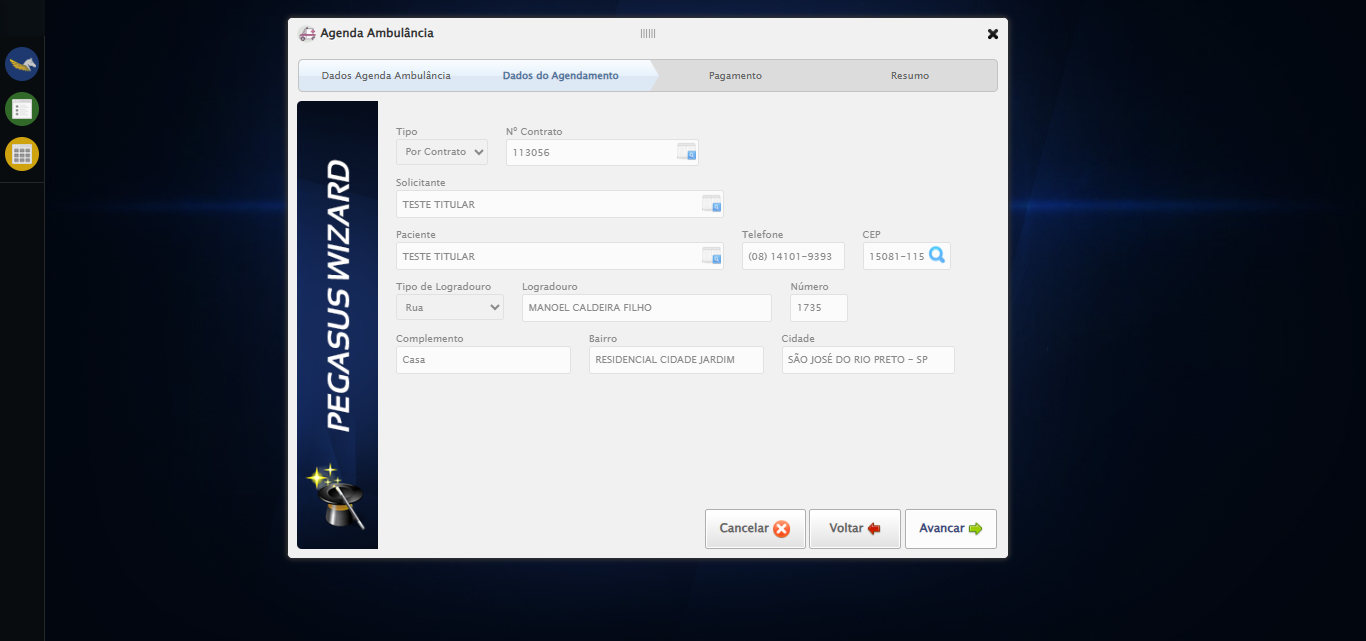 Agenda Ambulância
Dados Agenda Ambulância Dados do Agendamento Pagamento Resumo
PEGASUS WIZARD
Tipo Nº Contrato
Por Contrato 113056
Solicitante
TESTE TITULAR
Paciente Telefone CEP
TESTE TITULAR (08) 14101-9393 15081-115
Tipo de Logradouro Logradouro Número
Rua MANOEL CALDEIRA FILHO 1735
Complemento Bairro Cidade
Casa RESIDENCIAL CIDADE JARDIM SÃO JOSÉ DO RIO PRETO - SP
Cancelar Voltar Avancar